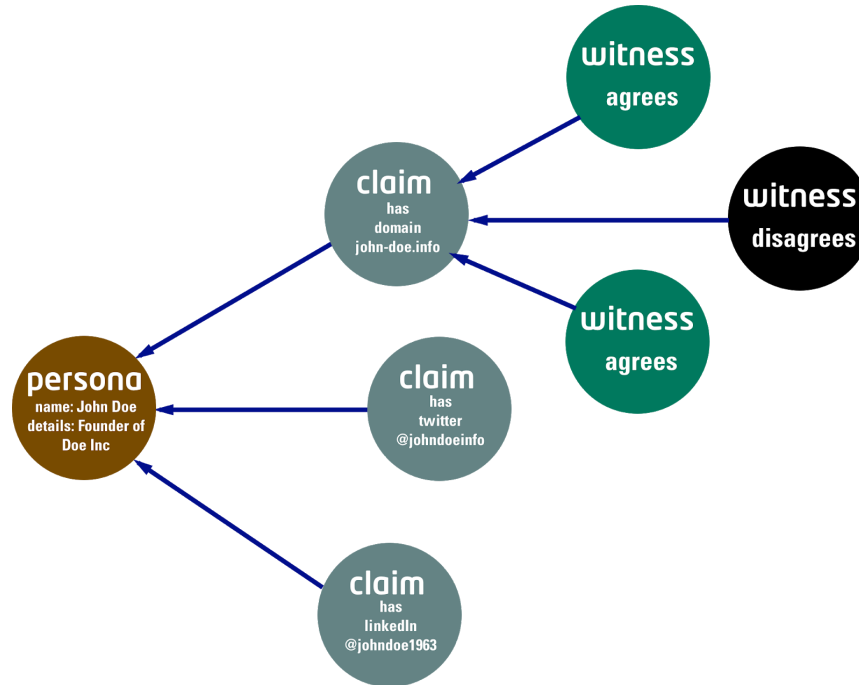 witness
agrees
claim
has
domain
john-doe.info
witness
disagrees
witness
agrees
persona
name: John Doe
details: Founder of
Doe Inc
claim
has
twitter
@johndoeinfo
claim
has
linkedIn
@johndoe1963